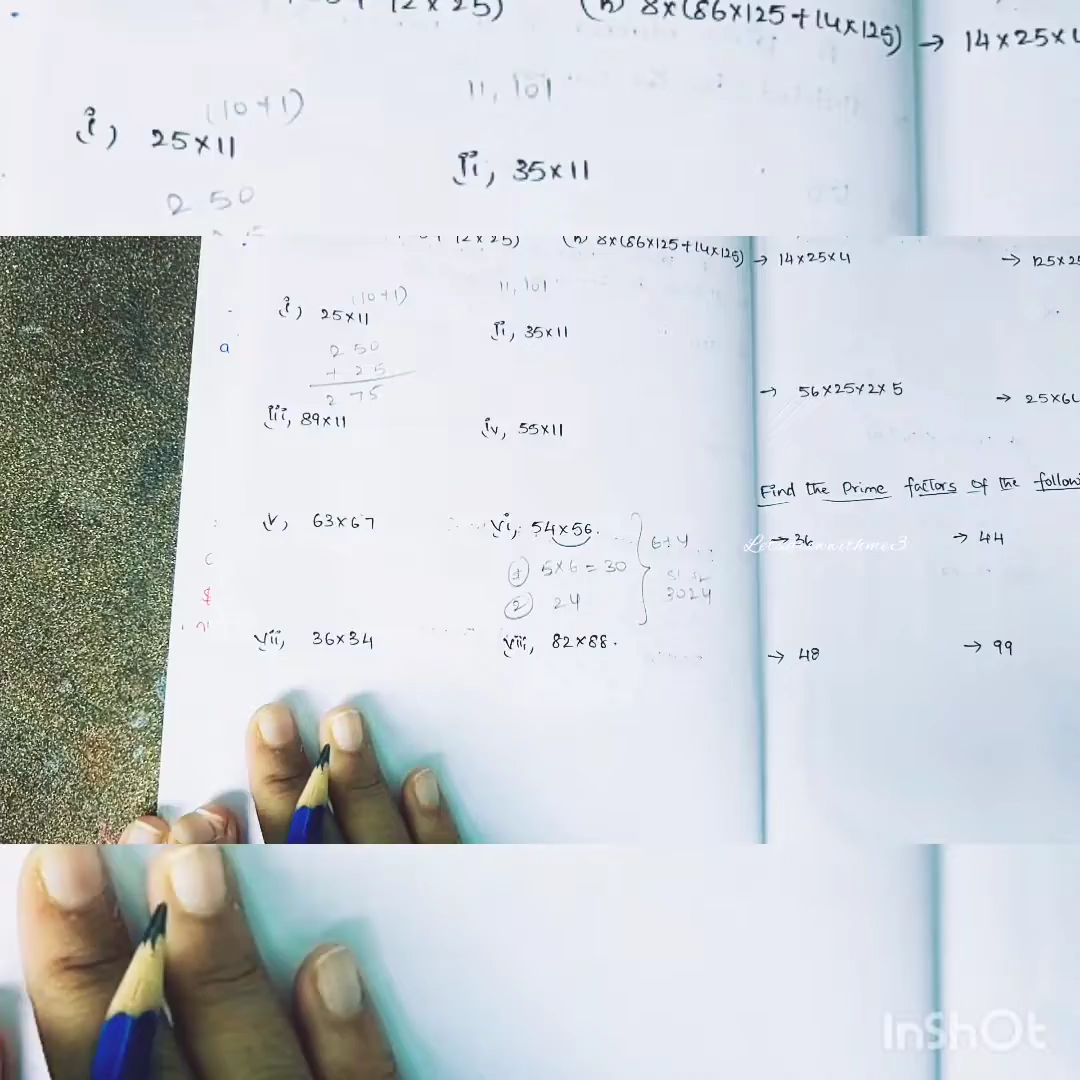 12×25)
(h) 8×(86×125+14×125)
→ 14×25×4
(10+1)
11, 101
i) 25×11
ii, 35×11
250
12×25)
(h) 8×(86×125+14×125)
→ 14×25×4
→ 125×25
(10+1)
11, 101
i) 25×11
ii, 35×11
a
250
+ 25
275
→ 56×25×2×5
→ 25×64
iii, 89×11
iv, 55×11
Find the Prime factors of the followi
v, 63×67
vi, 54×56.
6+4
→ 36
→ 44
① 5×6 = 30
② 24
3024
vii, 36×34
viii, 82×88.
→ 48
→ 99
InShOt